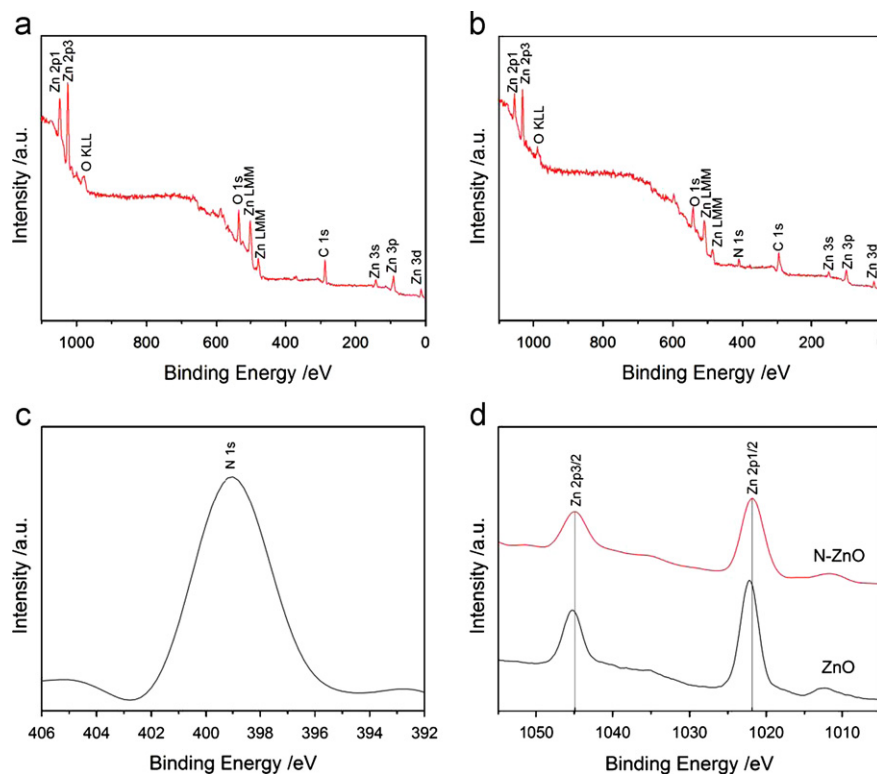 a
Zn 2p1
Zn 2p3
O KLL
O 1s
Zn LMM
Zn LMM
C 1s
Zn 3s
Zn 3p
Zn 3d
Intensity /a.u.
1000 800 600 400 200 0
Binding Energy /eV
b
Zn 2p1
Zn 2p3
O KLL
O 1s
Zn LMM
Zn LMM
N 1s
C 1s
Zn 3s
Zn 3p
Zn 3d
Intensity /a.u.
1000 800 600 400 200 0
Binding Energy /eV
c
N 1s
Intensity /a.u.
406 404 402 400 398 396 394 392
Binding Energy /eV
d
Zn 2p3/2
Zn 2p1/2
N-ZnO
ZnO
Intensity /a.u.
1050 1040 1030 1020 1010
Binding Energy /eV